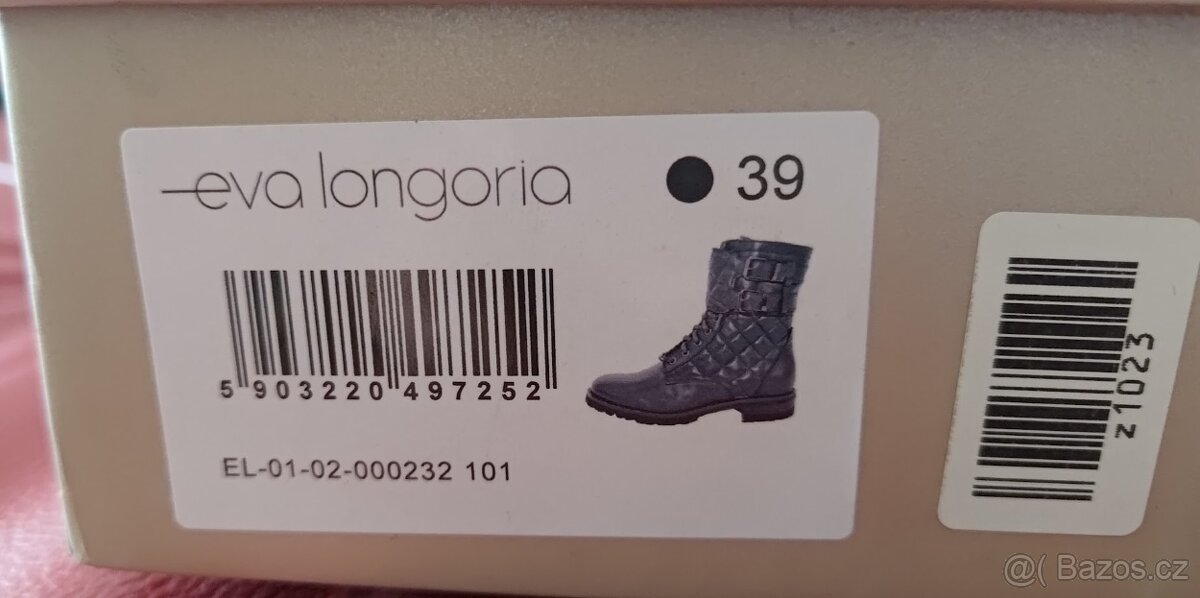 eva longoria
39
5 903220 497252
EL-01-02-000232 101
z1023
@( Bazos.cz